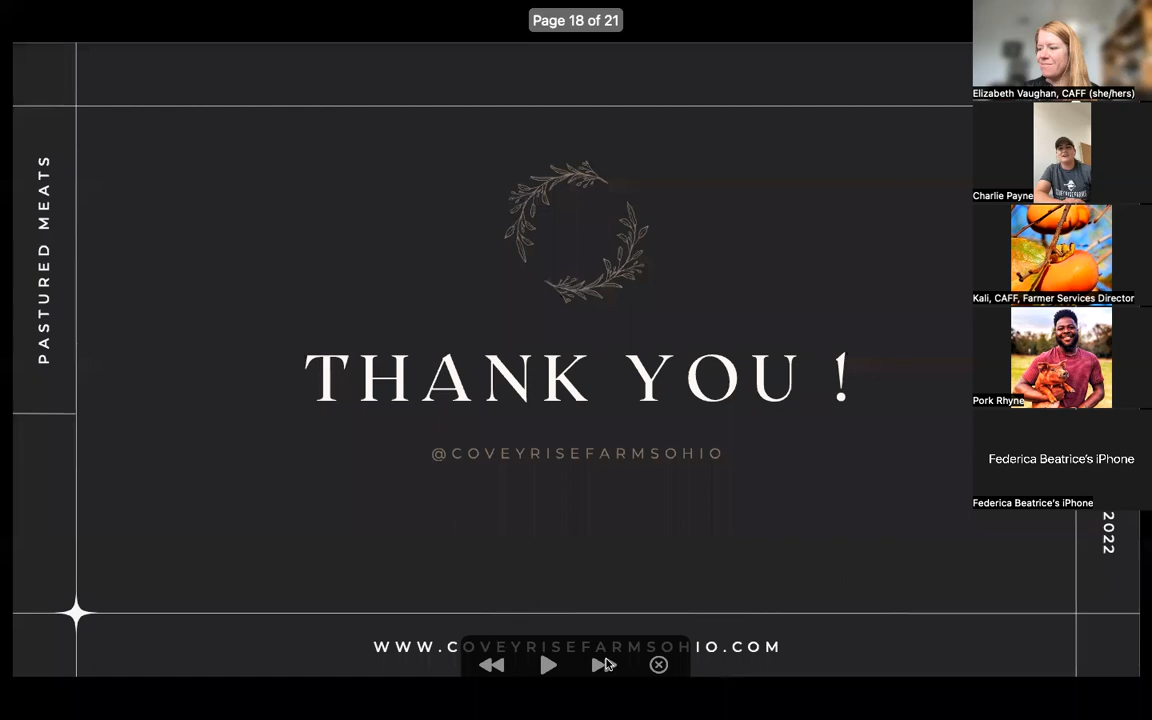 Page 18 of 21
Elizabeth Vaughan, CAFF (she/hers)
Charlie Payne
Kali, CAFF, Farmer Services Director
Pork Rhyne
Federica Beatrice's iPhone
Federica Beatrice's iPhone
PASTURED MEATS
THANK YOU !
@COVEYRISEFARMSOHIO
2022
WWW.COVEYRISEFARMSOHIO.COM